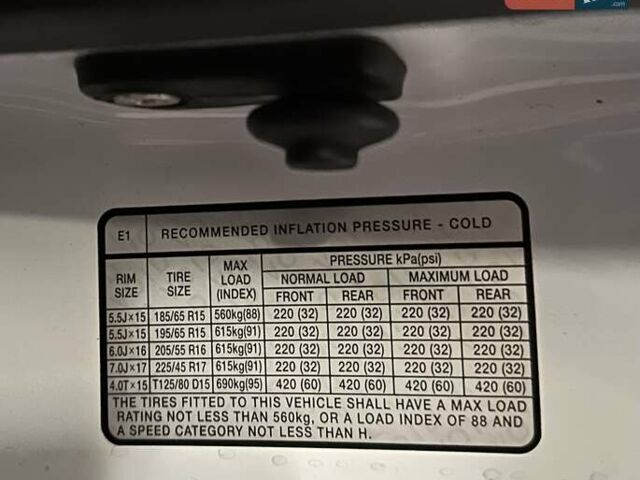 .com
E1 RECOMMENDED INFLATION PRESSURE - COLD
RIM SIZE TIRE SIZE MAX LOAD (INDEX) PRESSURE kPa(psi)
NORMAL LOAD MAXIMUM LOAD
FRONT REAR FRONT REAR
5.5J×15 185/65 R15 560kg(88) 220 (32) 220 (32) 220 (32) 220 (32)
5.5J×15 195/65 R15 615kg(91) 220 (32) 220 (32) 220 (32) 220 (32)
6.0J×16 205/55 R16 615kg(91) 220 (32) 220 (32) 220 (32) 220 (32)
7.0J×17 225/45 R17 615kg(91) 220 (32) 220 (32) 220 (32) 220 (32)
4.0T×15 T125/80 D15 690kg(95) 420 (60) 420 (60) 420 (60) 420 (60)
THE TIRES FITTED TO THIS VEHICLE SHALL HAVE A MAX LOAD
RATING NOT LESS THAN 560kg, OR A LOAD INDEX OF 88 AND
A SPEED CATEGORY NOT LESS THAN H.